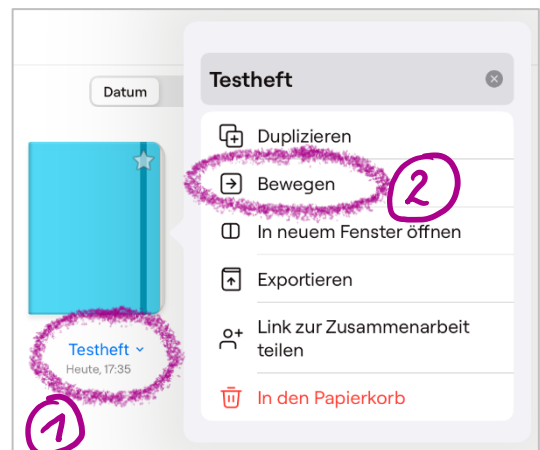 Datum
Testheft
Heute, 17:35
1
Testheft
Duplizieren
Bewegen
2
In neuem Fenster öffnen
Exportieren
Link zur Zusammenarbeit
teilen
In den Papierkorb